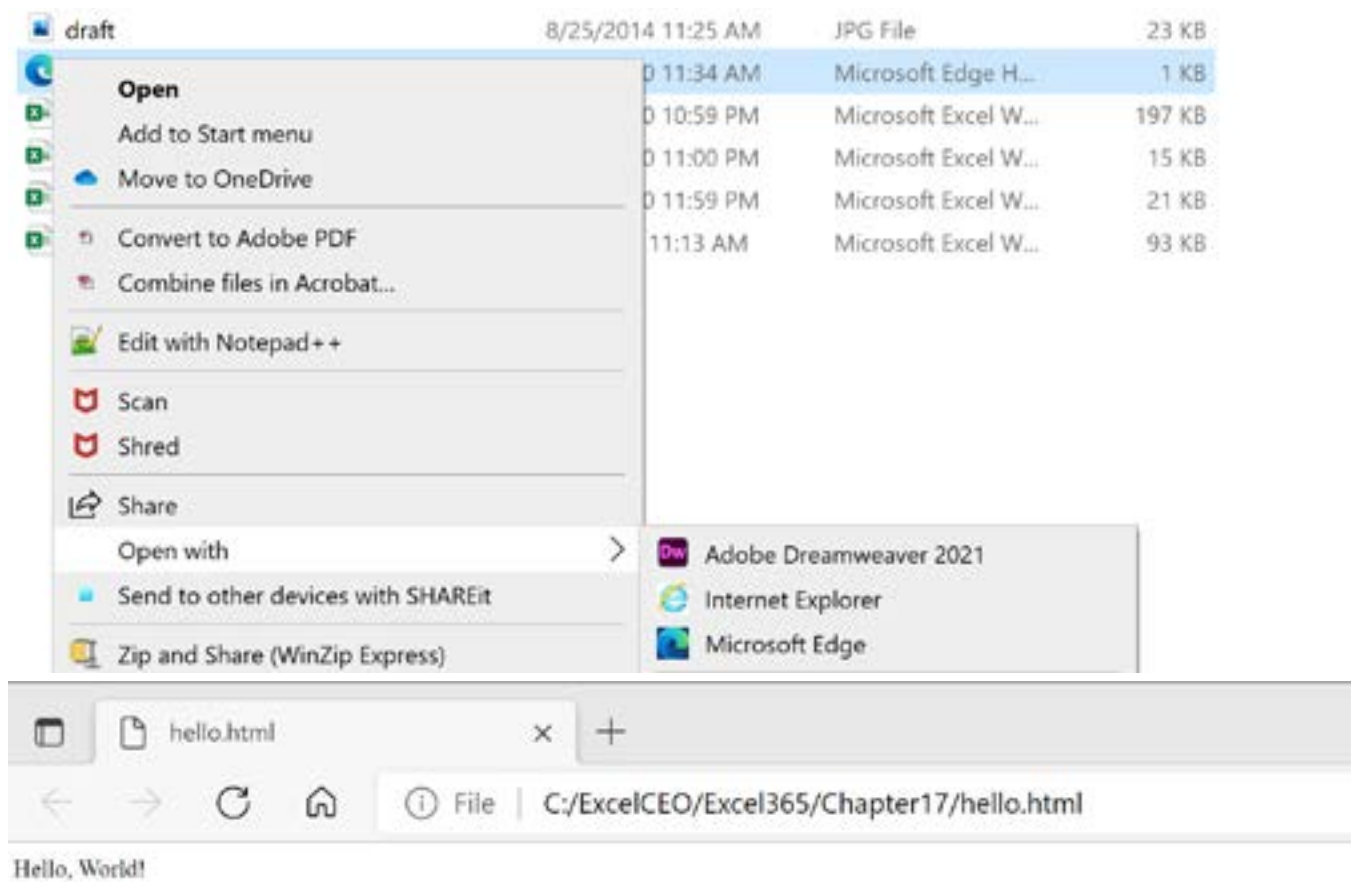 draft 8/25/2014 11:25 AM JPG File 23 KB
0 11:34 AM Microsoft Edge H... 1 KB
Open
0 10:59 PM Microsoft Excel W... 197 KB
Add to Start menu
0 11:00 PM Microsoft Excel W... 15 KB
Move to OneDrive
0 11:59 PM Microsoft Excel W... 21 KB
Convert to Adobe PDF 11:13 AM Microsoft Excel W... 93 KB
Combine files in Acrobat...
Edit with Notepad++
Scan
Shred
Share
Open with
Dw Adobe Dreamweaver 2021
Send to other devices with SHAREit
Internet Explorer
Zip and Share (WinZip Express)
Microsoft Edge
hello.html
File C:/ExcelCEO/Excel365/Chapter17/hello.html
Hello, World!